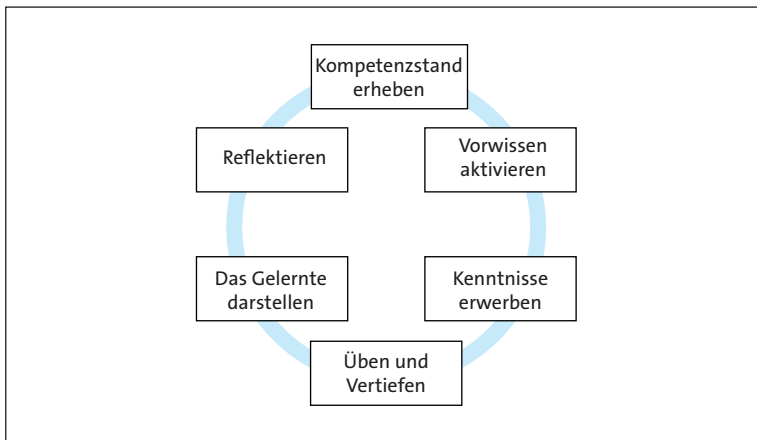 Kompetenzstand
erheben
Vorwissen
aktivieren
Kenntnisse
erwerben
Üben und
Vertiefen
Das Gelernte
darstellen
Reflektieren